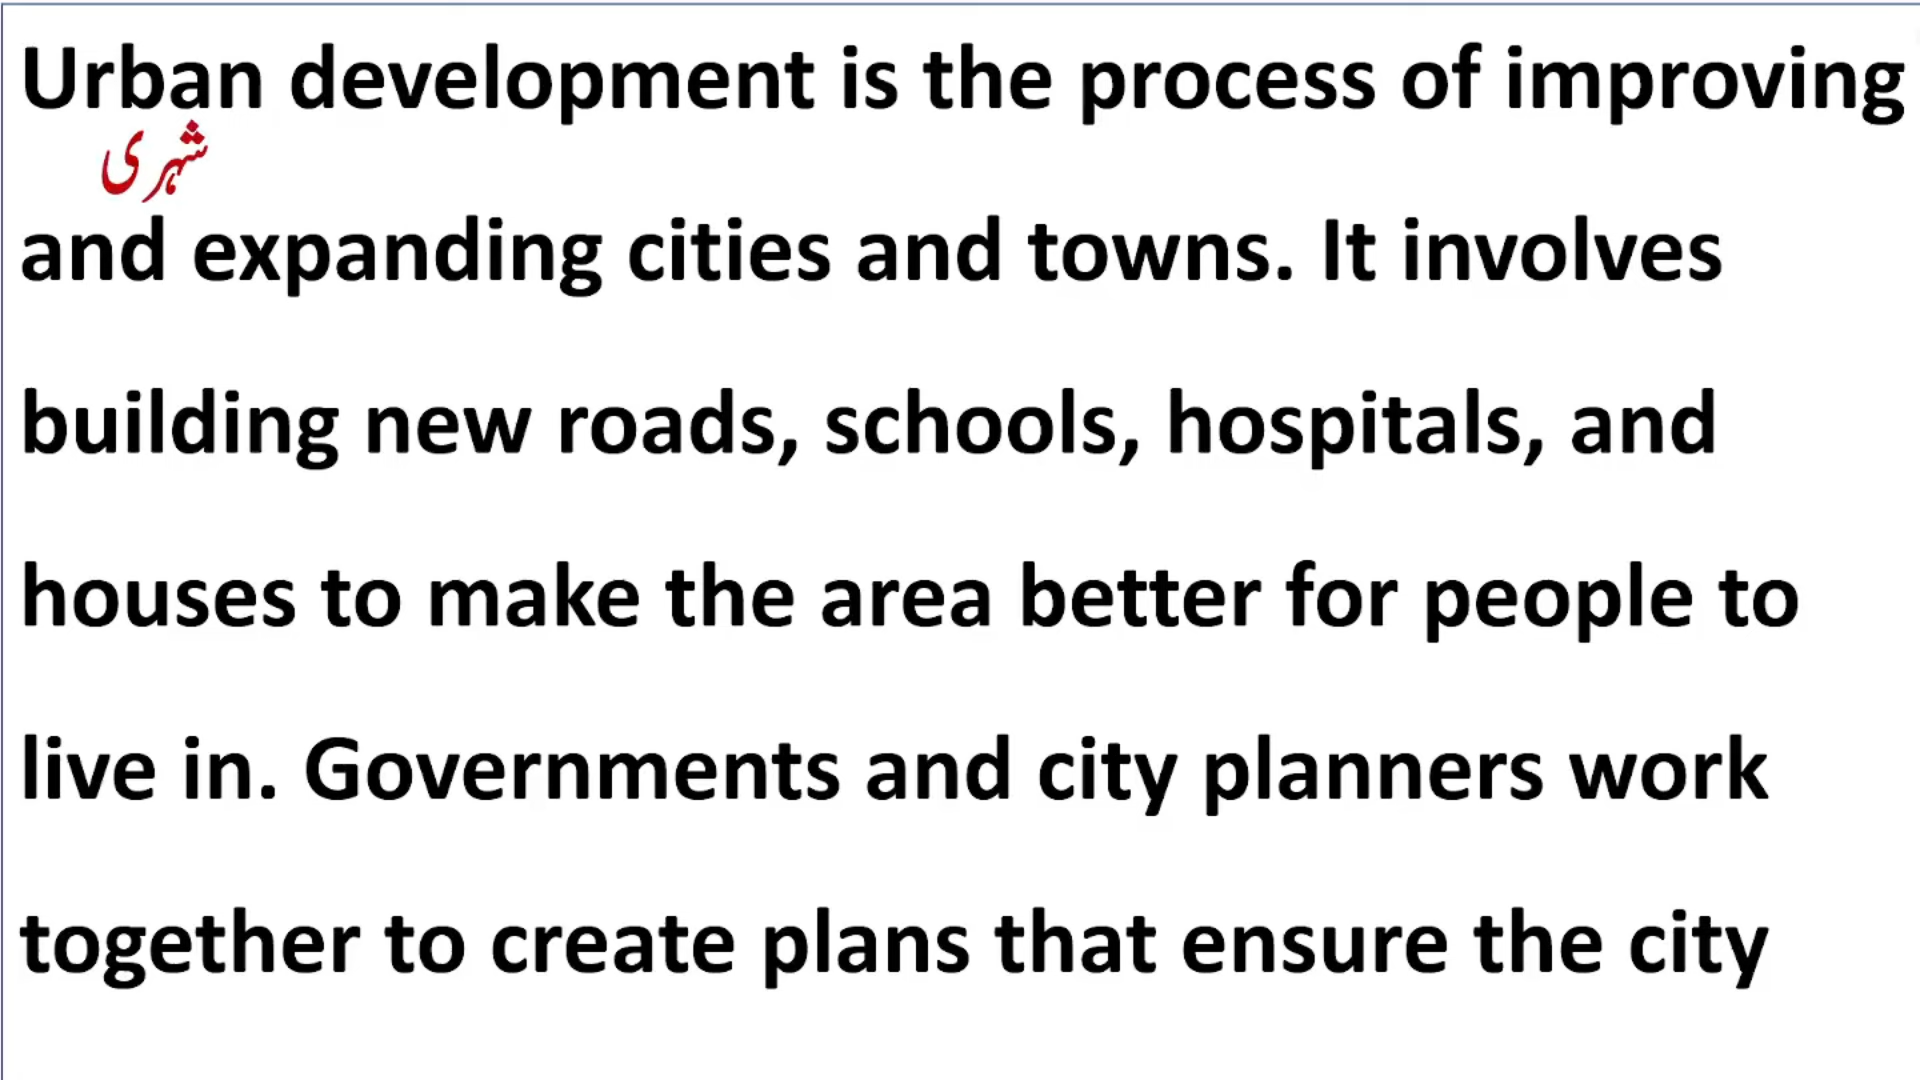 Urban development is the process of improving
شہری
and expanding cities and towns. It involves
building new roads, schools, hospitals, and
houses to make the area better for people to
live in. Governments and city planners work
together to create plans that ensure the city